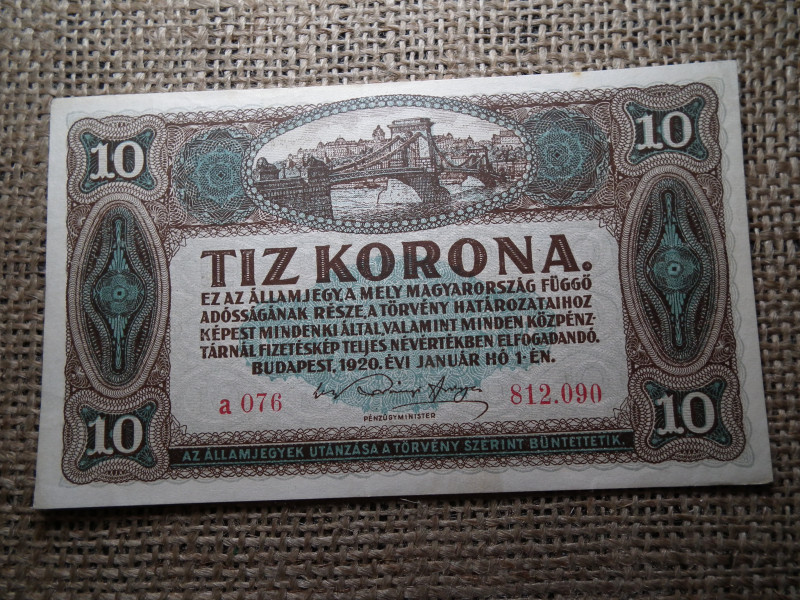 10 10
TIZ KORONA.
EZ AZ ÁLLAMJEGY, A MELY MAGYARORSZÁG FÜGGŐ
ADÓSSÁGÁNAK RÉSZE, A TÖRVÉNY HATÁROZATAIHOZ
KÉPEST MINDENKI ÁLTAL, VALAMINT MINDEN KÖZPÉNZ-
TÁRNÁL FIZETÉSKÉP TELJES NÉVÉRTÉKBEN ELFOGADANDÓ.
BUDAPEST, 1920. ÉVI JANUÁR HÓ 1-ÉN.
a 076 812.090
PÉNZÜGYMINISTER
10 10
AZ ÁLLAMJEGYEK UTÁNZÁSA A TÖRVÉNY SZERINT BÜNTETTETIK.